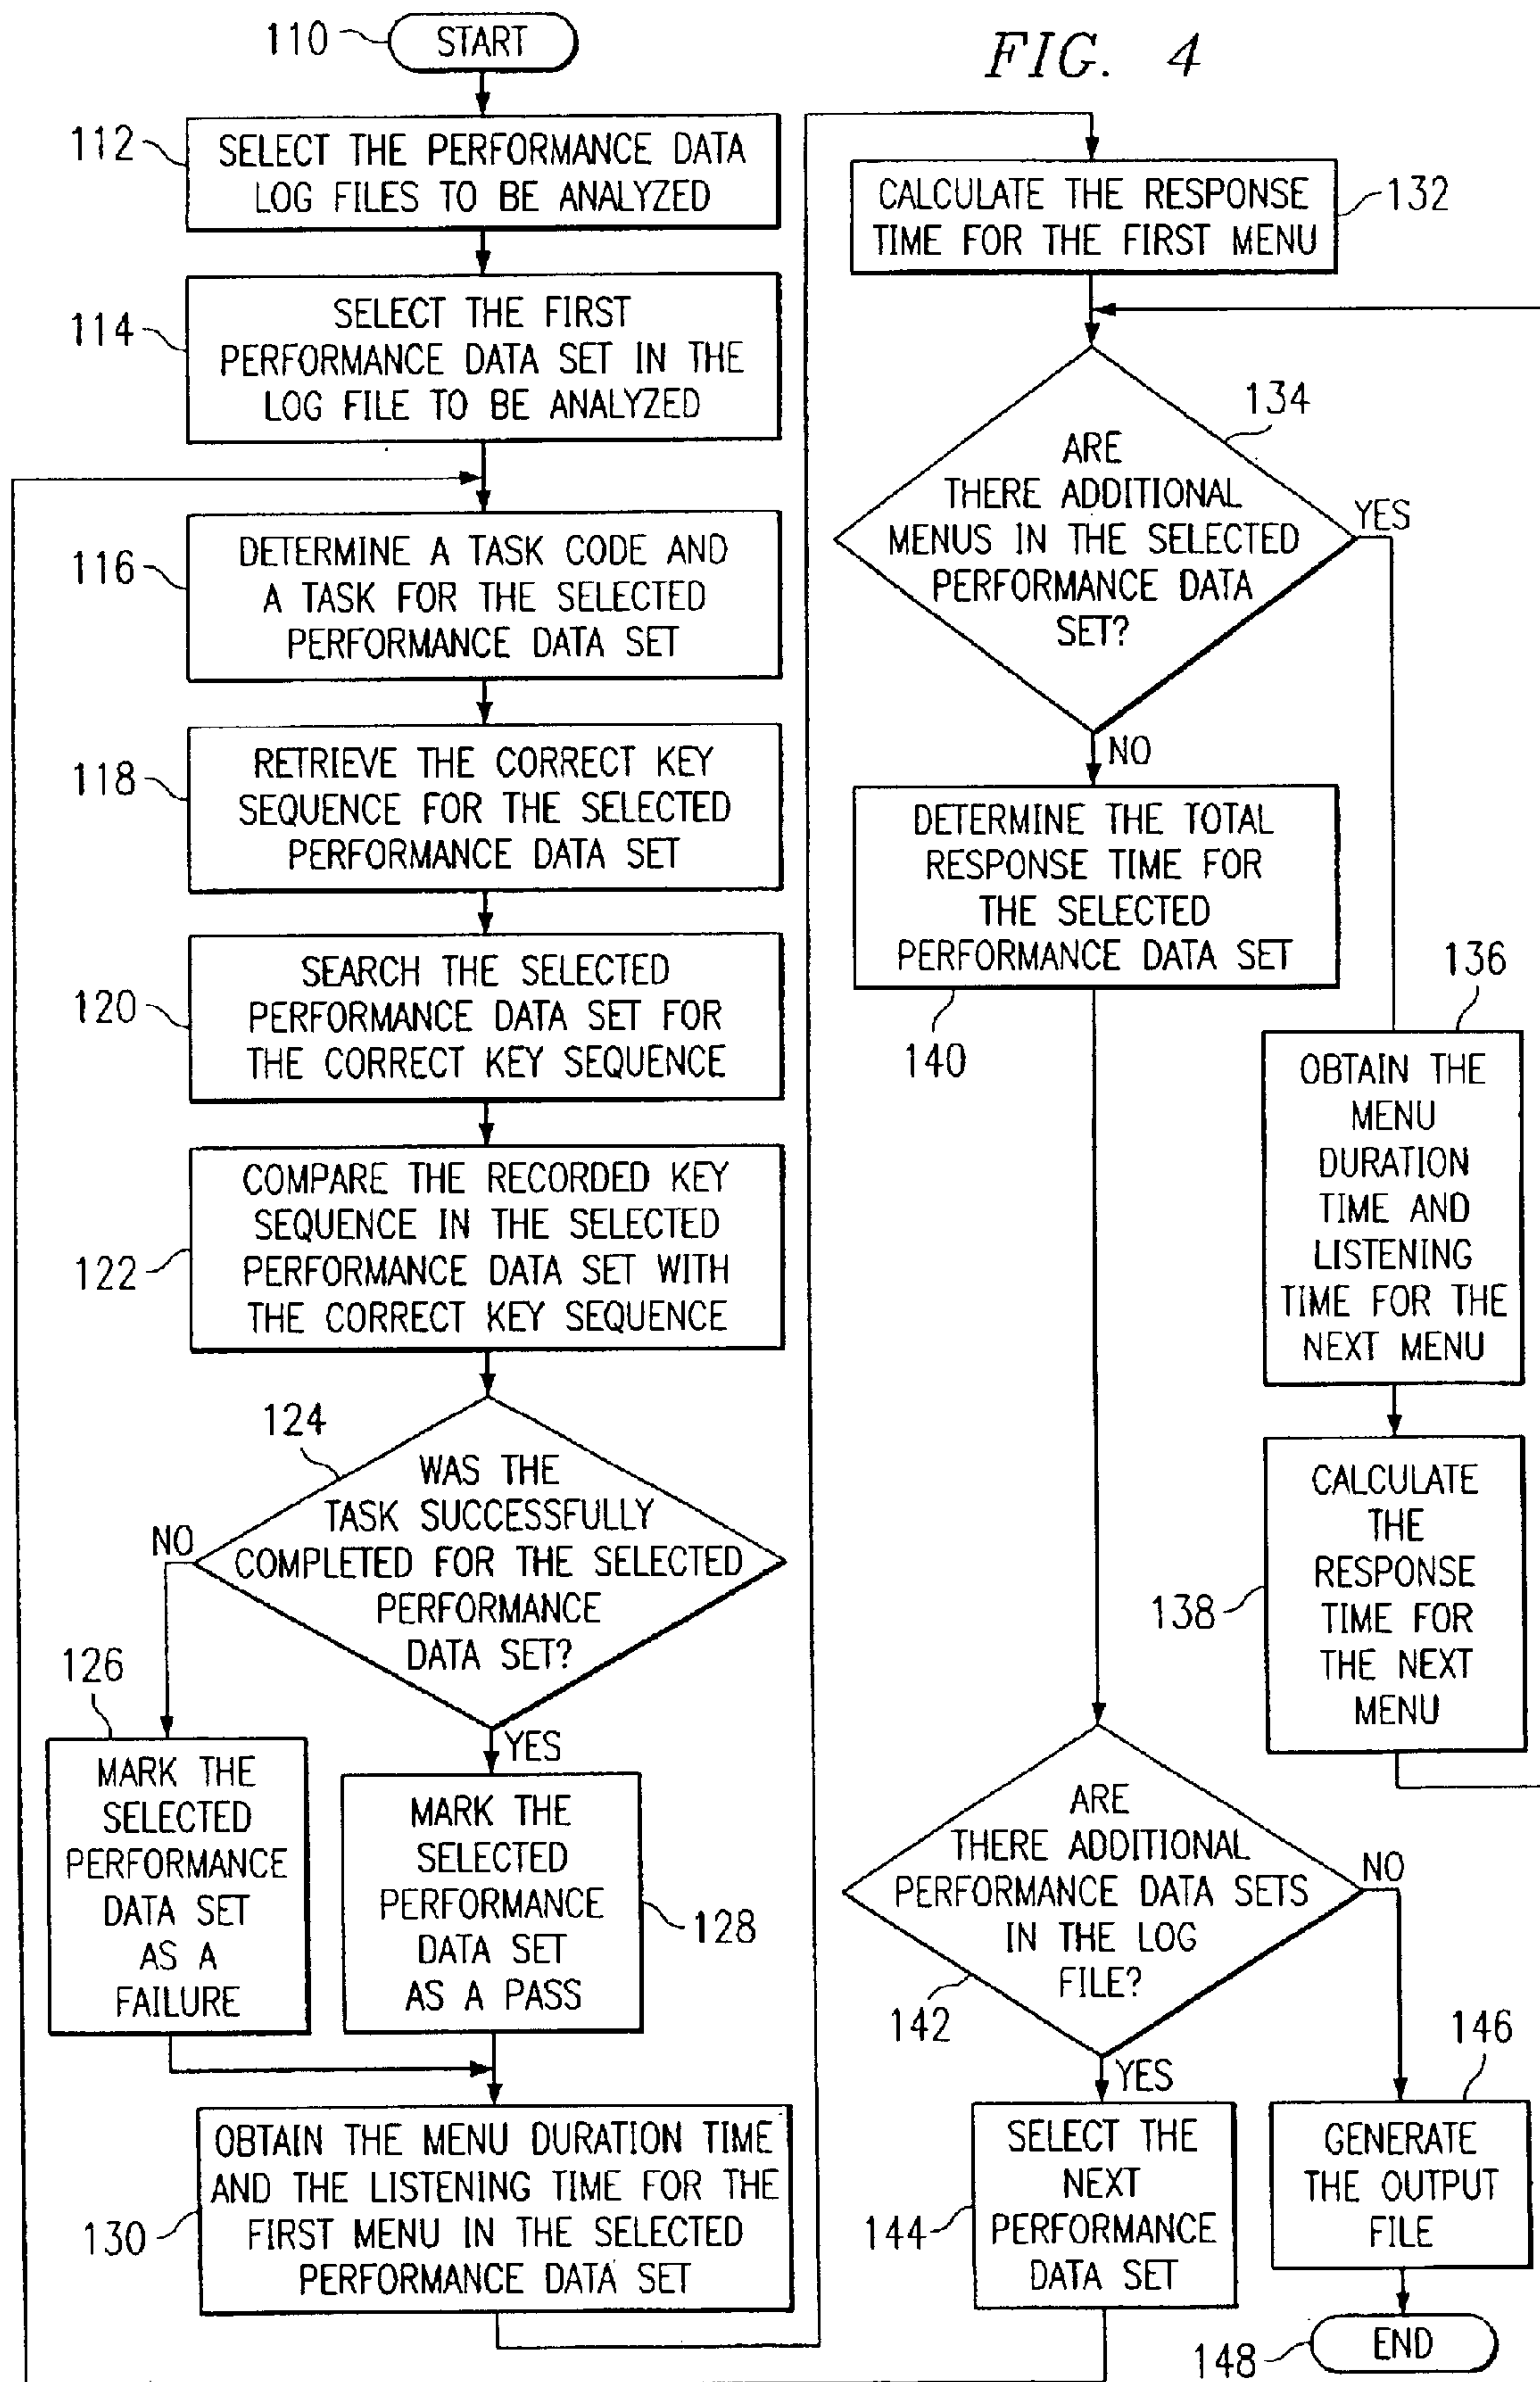 FIG. 4
110
START
112
SELECT THE PERFORMANCE DATA
LOG FILES TO BE ANALYZED
114
SELECT THE FIRST
PERFORMANCE DATA SET IN THE
LOG FILE TO BE ANALYZED
116
DETERMINE A TASK CODE AND
A TASK FOR THE SELECTED
PERFORMANCE DATA SET
118
RETRIEVE THE CORRECT KEY
SEQUENCE FOR THE SELECTED
PERFORMANCE DATA SET
120
SEARCH THE SELECTED
PERFORMANCE DATA SET FOR
THE CORRECT KEY SEQUENCE
122
COMPARE THE RECORDED KEY
SEQUENCE IN THE SELECTED
PERFORMANCE DATA SET WITH
THE CORRECT KEY SEQUENCE
124
WAS THE
TASK SUCCESSFULLY
COMPLETED FOR THE SELECTED
PERFORMANCE
DATA SET?
NO
YES
126
MARK THE
SELECTED
PERFORMANCE
DATA SET
AS A
FAILURE
MARK THE
SELECTED
PERFORMANCE
DATA SET
AS A PASS
128
130
OBTAIN THE MENU DURATION TIME
AND THE LISTENING TIME FOR THE
FIRST MENU IN THE SELECTED
PERFORMANCE DATA SET
CALCULATE THE RESPONSE
TIME FOR THE FIRST MENU
132
134
ARE
THERE ADDITIONAL
MENUS IN THE SELECTED
PERFORMANCE DATA
SET?
YES
NO
DETERMINE THE TOTAL
RESPONSE TIME FOR
THE SELECTED
PERFORMANCE DATA SET
140
136
OBTAIN THE
MENU
DURATION
TIME AND
LISTENING
TIME FOR THE
NEXT MENU
138
CALCULATE
THE
RESPONSE
TIME FOR
THE NEXT
MENU
ARE
THERE ADDITIONAL
PERFORMANCE DATA SETS
IN THE LOG
FILE?
142
NO
YES
144
SELECT THE
NEXT
PERFORMANCE
DATA SET
146
GENERATE
THE OUTPUT
FILE
148
END